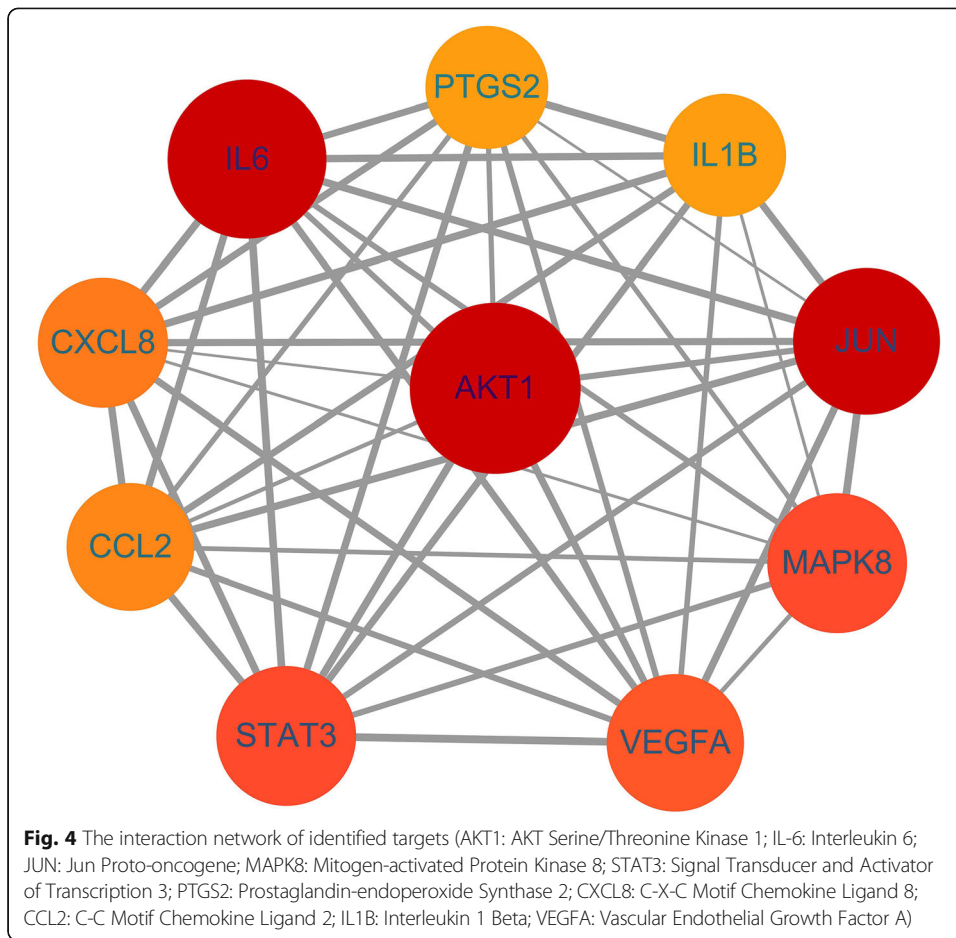 PTGS2
IL6
IL1B
CXCL8
JUN
AKT1
CCL2
MAPK8
STAT3
VEGFA
Fig. 4 The interaction network of identified targets (AKT1: AKT Serine/Threonine Kinase 1; IL-6: Interleukin 6;
JUN: Jun Proto-oncogene; MAPK8: Mitogen-activated Protein Kinase 8; STAT3: Signal Transducer and Activator
of Transcription 3; PTGS2: Prostaglandin-endoperoxide Synthase 2; CXCL8: C-X-C Motif Chemokine Ligand 8;
CCL2: C-C Motif Chemokine Ligand 2; IL1B: Interleukin 1 Beta; VEGFA: Vascular Endothelial Growth Factor A)